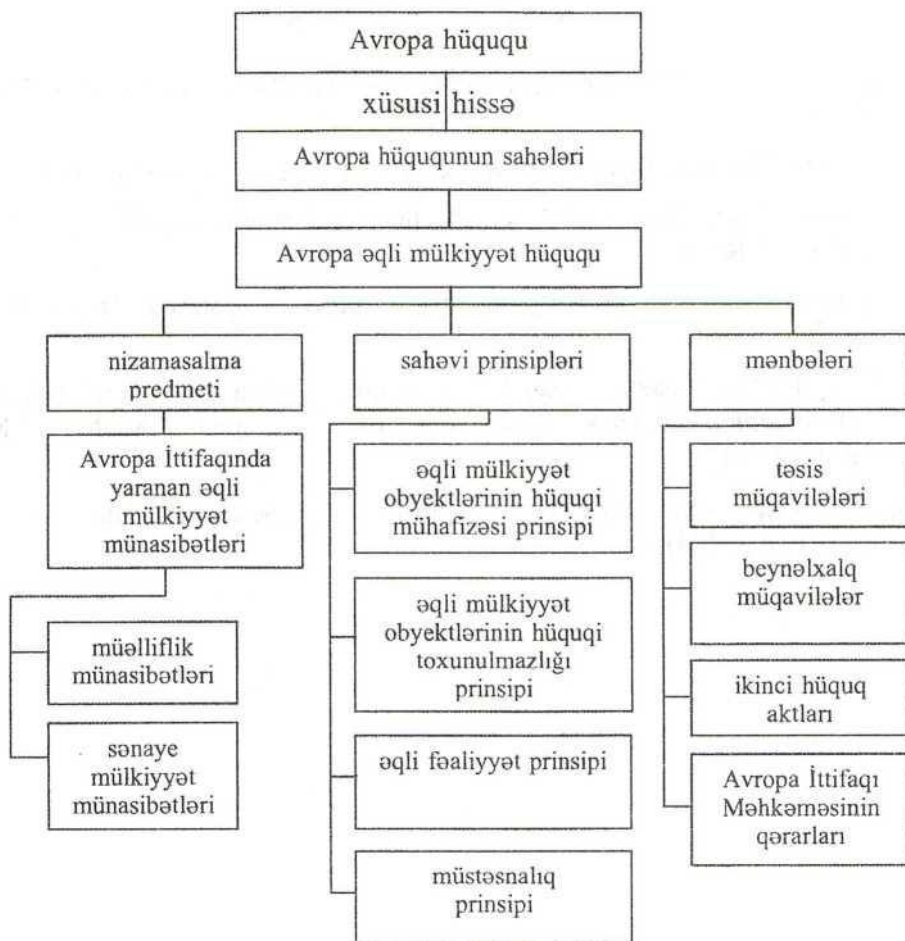 Avropa hüququ
xüsusi hissə
Avropa hüququnun sahələri
Avropa əqli mülkiyyət hüququ
nizamasalma
predmeti
Avropa İttifaqında
yaranan əqli
mülkiyyət
münasibətləri
müəlliflik
münasibətləri
sənaye
mülkiyyət
münasibətləri
sahəvi prinsipləri
əqli mülkiyyət
obyektlərinin hüquqi
mühafizəsi prinsipi
əqli mülkiyyət
obyektlərinin hüquqi
toxunulmazlığı
prinsipi
əqli fəaliyyət prinsipi
müstəsnalıq
prinsipi
mənbələri
təsis
müqavilələri
beynəlxalq
müqavilələr
ikinci hüquq
aktları
Avropa İttifaqı
Məhkəməsinin
qərarları